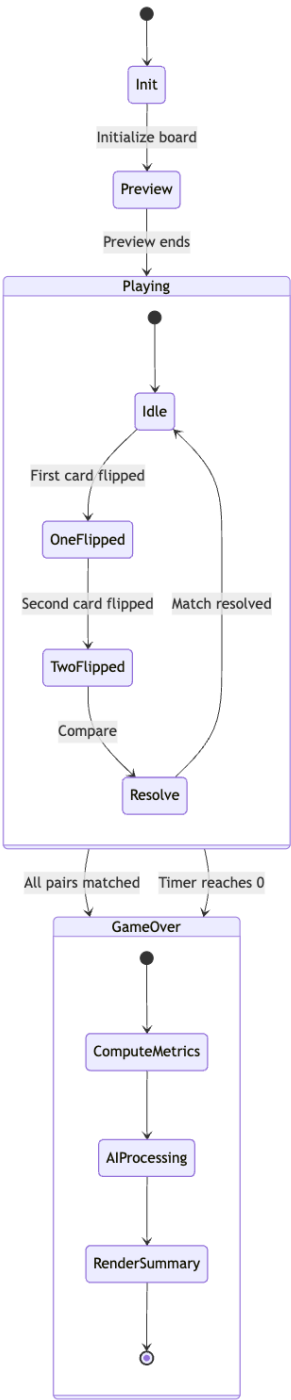 Init
Initialize board
Preview
Preview ends
Playing
Idle
First card flipped
OneFlipped
Second card flipped
Match resolved
TwoFlipped
Compare
Resolve
All pairs matched
Timer reaches 0
GameOver
ComputeMetrics
AIProcessing
RenderSummary